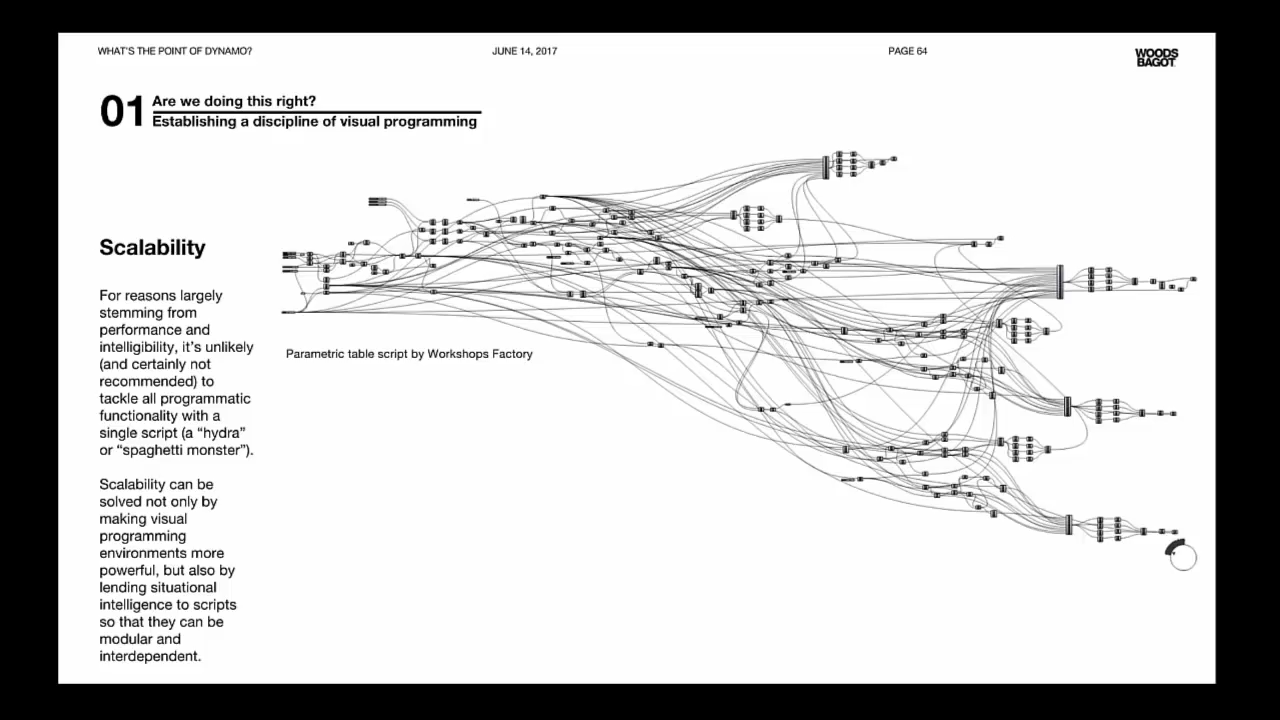 WHAT'S THE POINT OF DYNAMO?
JUNE 14, 2017
PAGE 64
WOODS
BAGOT
01
Are we doing this right?
Establishing a discipline of visual programming
Scalability
For reasons largely
stemming from
performance and
intelligibility, it's unlikely
(and certainly not
recommended) to
tackle all programmatic
functionality with a
single script (a “hydra”
or “spaghetti monster”).
Scalability can be
solved not only by
making visual
programming
environments more
powerful, but also by
lending situational
intelligence to scripts
so that they can be
modular and
interdependent.
Parametric table script by Workshops Factory